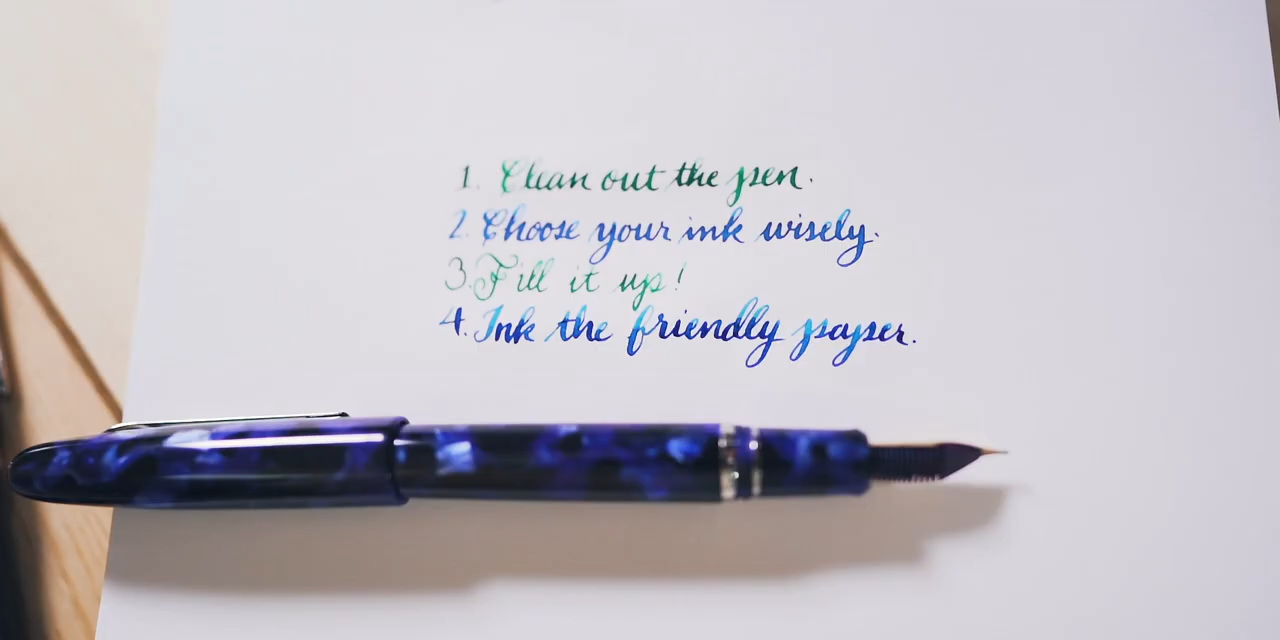 1. Clean out the pen.
2. Choose your ink wisely.
3. Fill it up!
4. Ink the friendly paper.